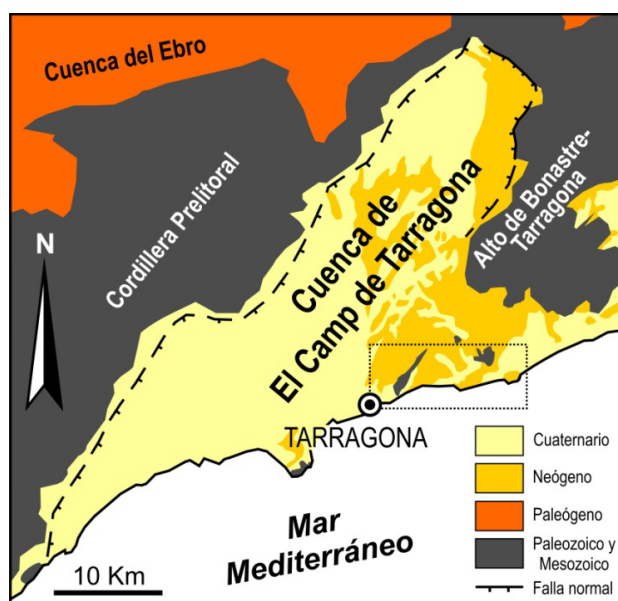 Cuenca del Ebro
Cordillera Prelitoral
Cuenca de
El Camp de Tarragona
Alto de Bonastre-
Tarragona
N
TARRAGONA
Mar
Mediterráneo
10 Km
Cuaternario
Neógeno
Paleógeno
Paleozoico y
Mesozoico
Falla normal